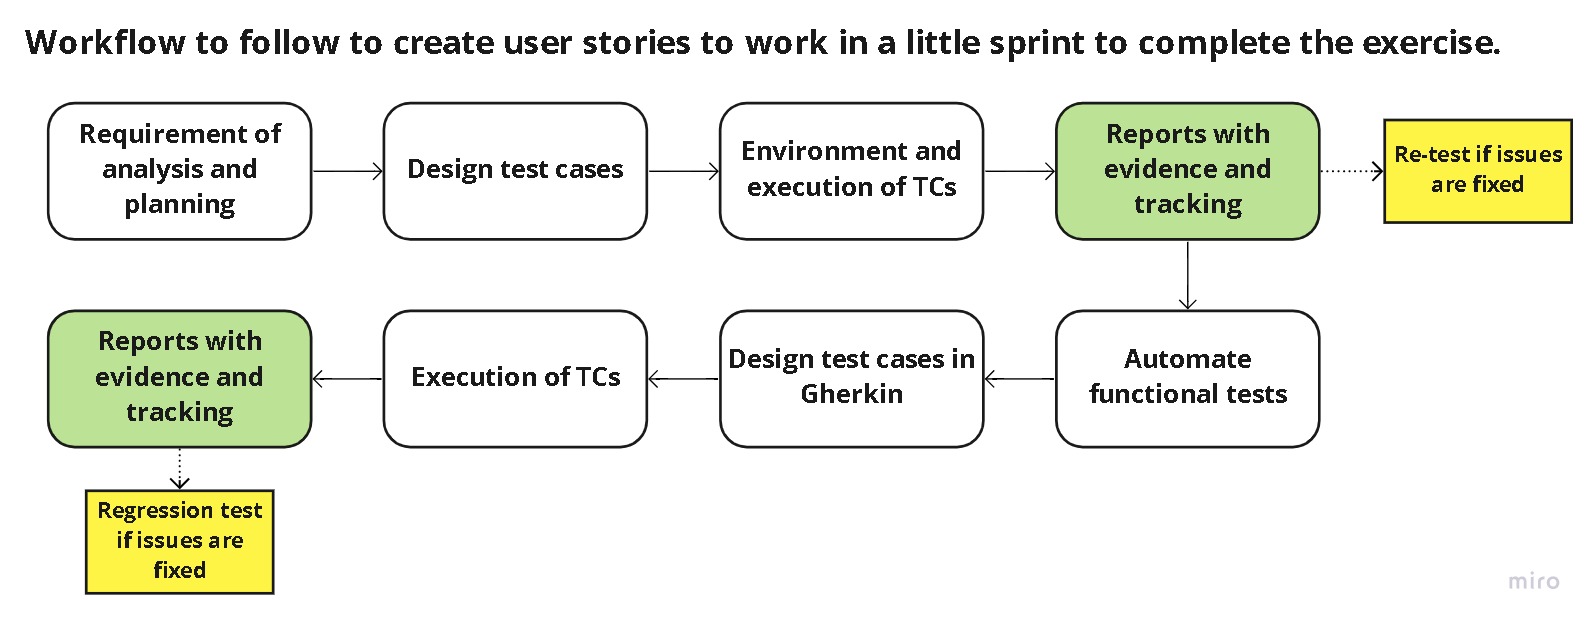 Workflow to follow to create user stories to work in a little sprint to complete the exercise.
Requirement of
analysis and
planning
Design test cases
Environment and
execution of TCs
Reports with
evidence and
tracking
Re-test if issues
are fixed
Automate
functional tests
Design test cases in
Gherkin
Execution of TCs
Reports with
evidence and
tracking
Regression test
if issues are
fixed
miro